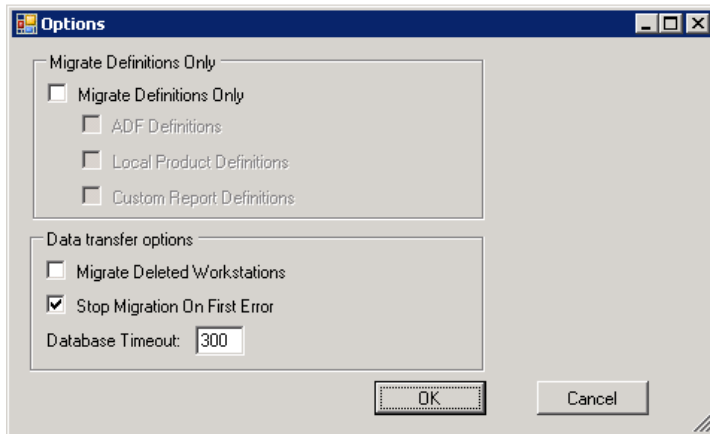 Options
Migrate Definitions Only
Migrate Definitions Only
ADF Definitions
Local Product Definitions
Custom Report Definitions
Data transfer options
Migrate Deleted Workstations
Stop Migration On First Error
Database Timeout: 300
OK Cancel